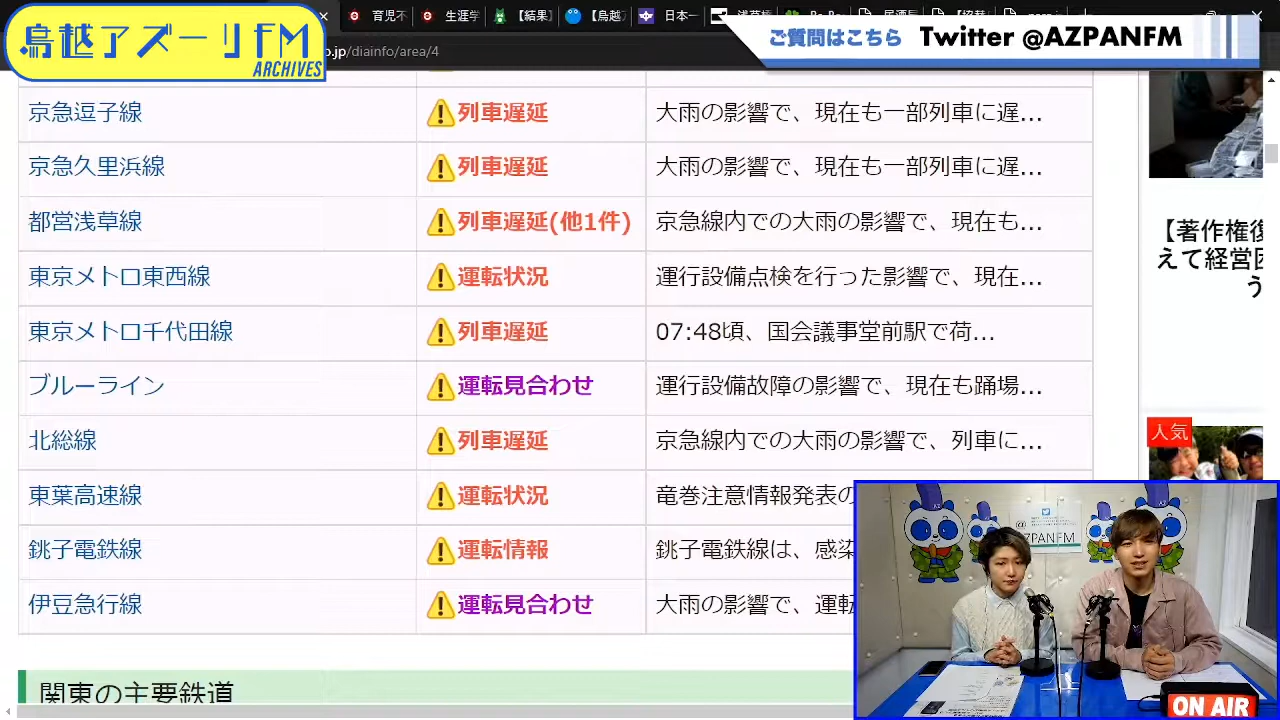 鳥越アズーリFM
ARCHIVES
育児不
生涯学
【結果】
日本一
ご質問はこちら Twitter @AZPANFM
.jp/diainfo/area/4
京急逗子線 列車遅延 大雨の影響で、現在も一部列車に遅…
京急久里浜線 列車遅延 大雨の影響で、現在も一部列車に遅…
都営浅草線 列車遅延(他1件) 京急線内での大雨の影響で、現在も…
東京メトロ東西線 運転状況 運行設備点検を行った影響で、現在…
東京メトロ千代田線 列車遅延 07:48頃、国会議事堂前駅で荷…
ブルーライン 運転見合わせ 運行設備故障の影響で、現在も踊場…
北総線 列車遅延 京急線内での大雨の影響で、列車に…
東葉高速線 運転状況 竜巻注意情報発表の
銚子電鉄線 運転情報 銚子電鉄線は、感染
伊豆急行線 運転見合わせ 大雨の影響で、運転
関東の主要鉄道
【著作権復
えて経営困
う
人気
AZPANFM
ON AIR